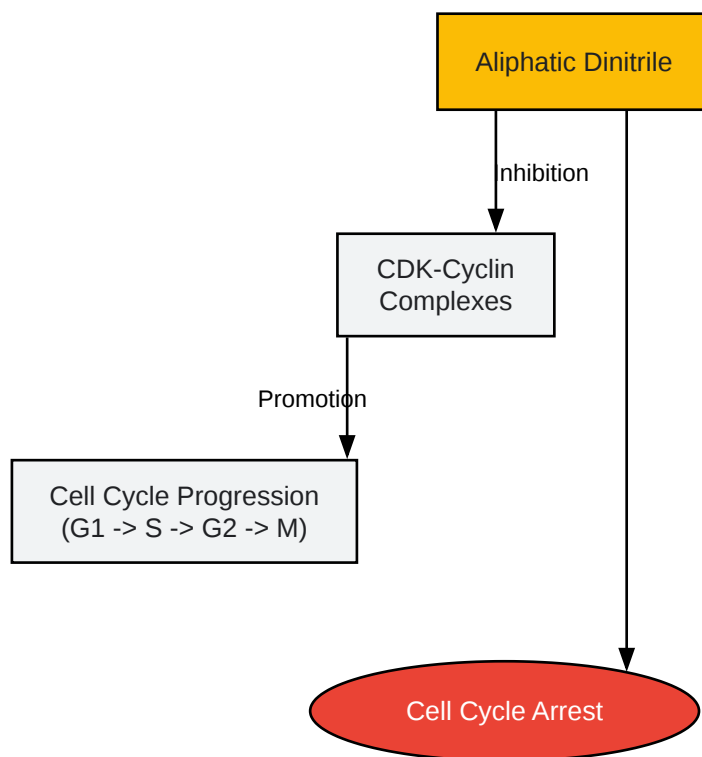 Aliphatic Dinitrile
Inhibition
CDK-Cyclin
Complexes
Promotion
Cell Cycle Progression
(G1 -> S -> G2 -> M)
Cell Cycle Arrest